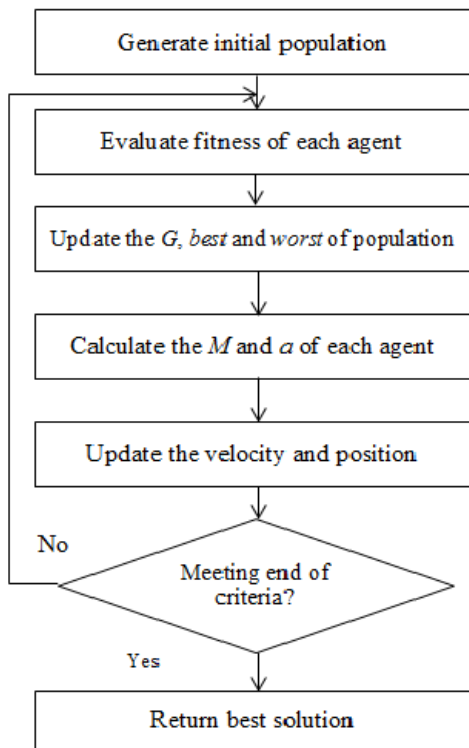 Generate initial population
Evaluate fitness of each agent
Update the G, best and worst of population
Calculate the M and a of each agent
Update the velocity and position
No
Meeting end of
criteria?
Yes
Return best solution